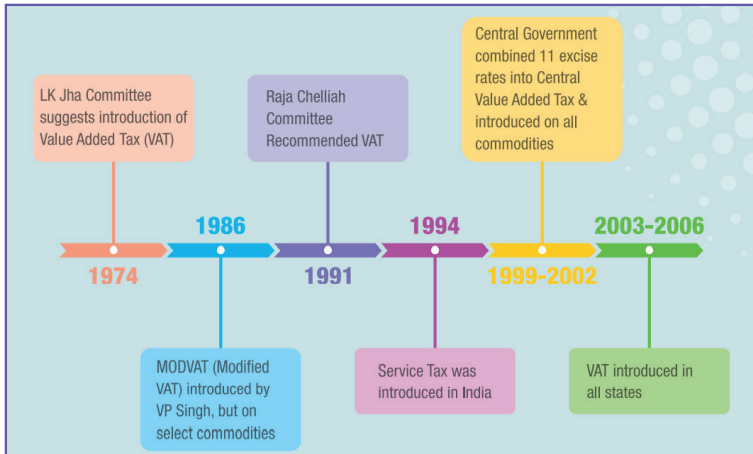 LK Jha Committee
suggests introduction of
Value Added Tax (VAT)
Raja Chelliah
Committee
Recommended VAT
Central Government
combined 11 excise
rates into Central
Value Added Tax &
introduced on all
commodities
1974
1986
1991
1994
1999-2002
2003-2006
MODVAT (Modified
VAT) introduced by
VP Singh, but on
select commodities
Service Tax was
introduced in India
VAT introduced in
all states